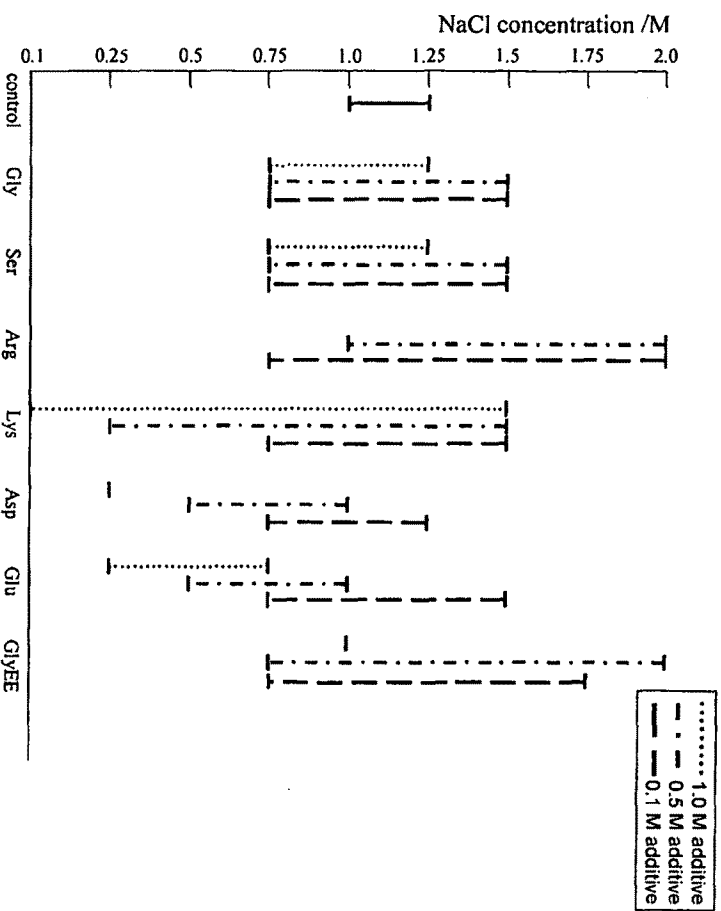 NaCl concentration /M
0.1 0.25 0.5 0.75 1.0 1.25 1.5 1.75 2.0
control
Gly
Ser
Arg
Lys
Asp
Glu
GlyEE
1.0 M additive
0.5 M additive
0.1 M additive